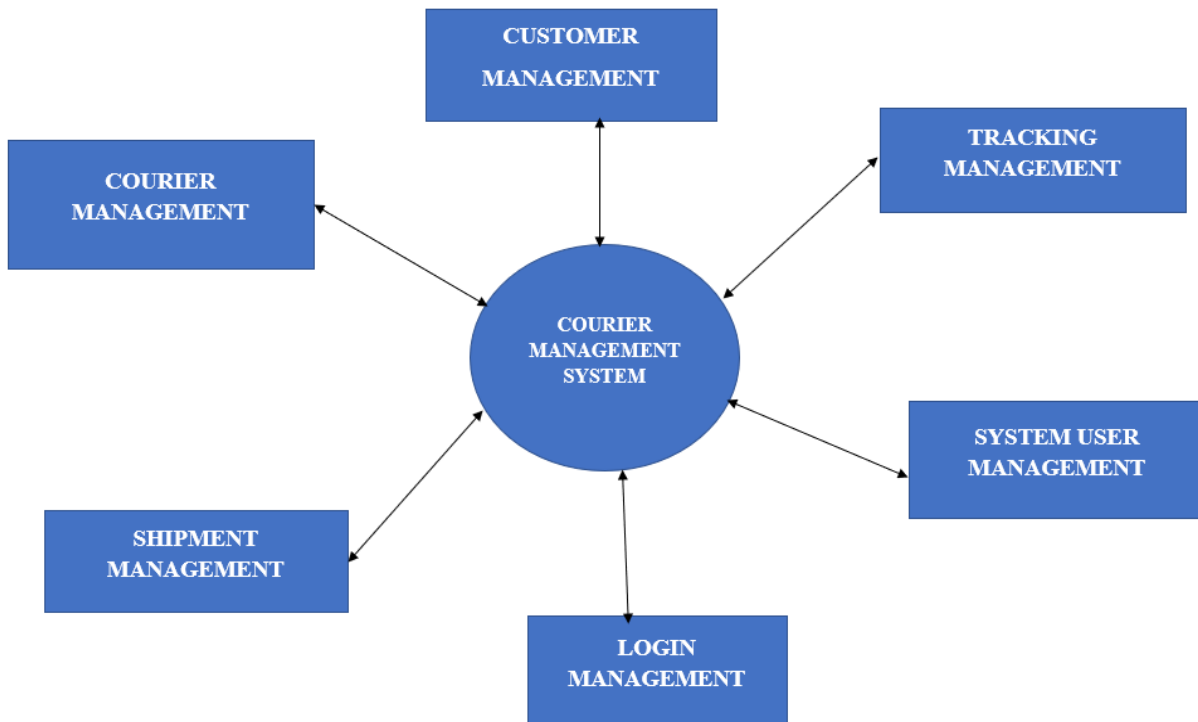 CUSTOMER
MANAGEMENT
TRACKING
MANAGEMENT
COURIER
MANAGEMENT
COURIER
MANAGEMENT
SYSTEM
SYSTEM USER
MANAGEMENT
SHIPMENT
MANAGEMENT
LOGIN
MANAGEMENT